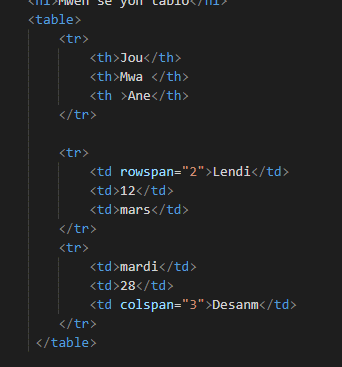 <h1>Mwen se yon tablo</h1>
<table>
<tr>
<th>Jou</th>
<th>Mwa </th>
<th >Ane</th>
</tr>
<tr>
<td rowspan="2">Lendi</td>
<td>12</td>
<td>mars</td>
</tr>
<tr>
<td>mardi</td>
<td>28</td>
<td colspan="3">Desanm</td>
</tr>
</table>